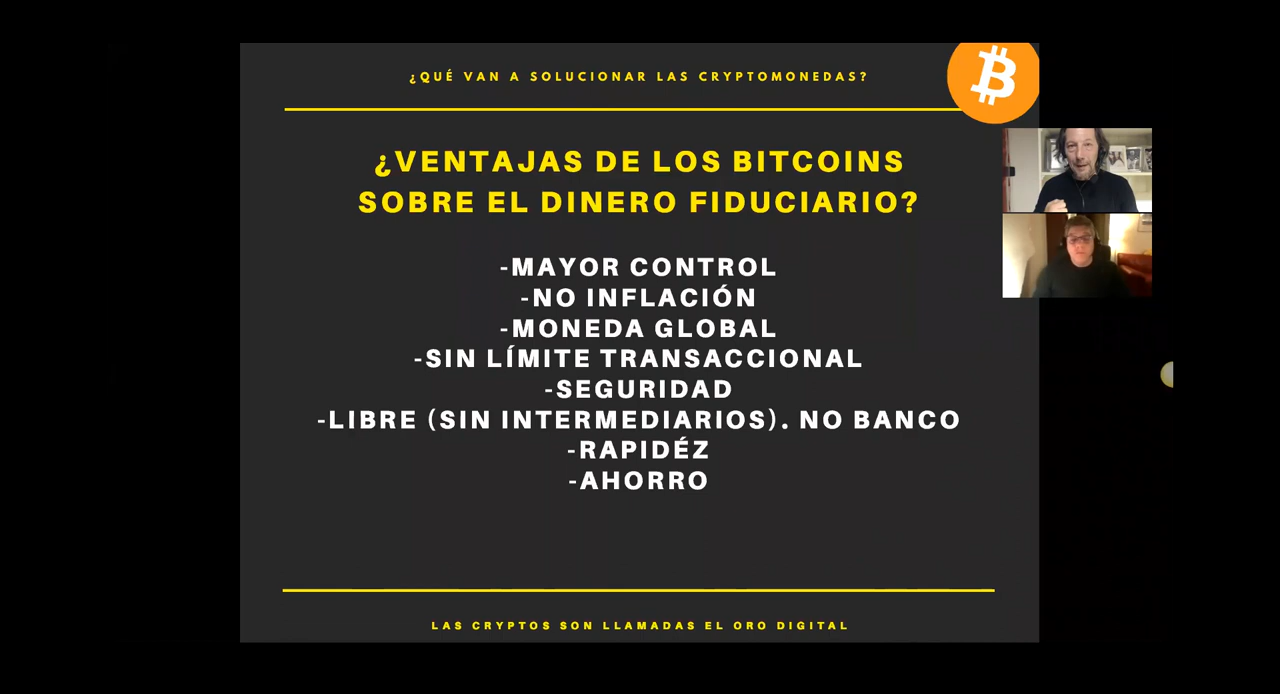 ¿QUÉ VAN A SOLUCIONAR LAS CRYPTOMONEDAS?
¿VENTAJAS DE LOS BITCOINS
SOBRE EL DINERO FIDUCIARIO?
-MAYOR CONTROL
-NO INFLACIÓN
-MONEDA GLOBAL
-SIN LÍMITE TRANSACCIONAL
-SEGURIDAD
-LIBRE (SIN INTERMEDIARIOS). NO BANCO
-RAPIDÉZ
-AHORRO
LAS CRYPTOS SON LLAMADAS EL ORO DIGITAL